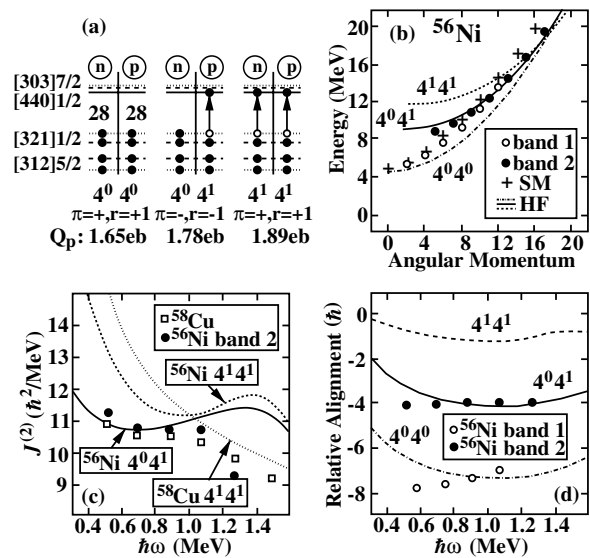 (a)
n p n p n p
[303]7/2
[440]1/2
28 28
[321]1/2
[312]5/2
4⁰ 4⁰ 4⁰ 4¹ 4¹ 4¹
π=+,r=+1 π=-,r=-1 π=+,r=+1
Qₚ: 1.65eb 1.78eb 1.89eb
(b) ⁵⁶Ni
Energy (MeV)
20
16
12
8
4
0
4¹4¹
4⁰4¹
4⁰4⁰
band 1
band 2
SM
HF
0 4 8 12 16 20
Angular Momentum
J⁽²⁾ (ħ²/MeV)
14
13
12
11
10
9
⁵⁸Cu
⁵⁶Ni band 2
⁵⁶Ni 4¹4¹
⁵⁶Ni 4⁰4¹
⁵⁸Cu 4¹4¹
(c)
0.4 0.6 0.8 1.0 1.2 1.4
ħω (MeV)
Relative Alignment (ħ)
0
-2
-4
-6
-8
4¹4¹
4⁰4¹
4⁰4⁰
⁵⁶Ni band 1
⁵⁶Ni band 2
(d)
0.4 0.6 0.8 1.0 1.2 1.4
ħω (MeV)